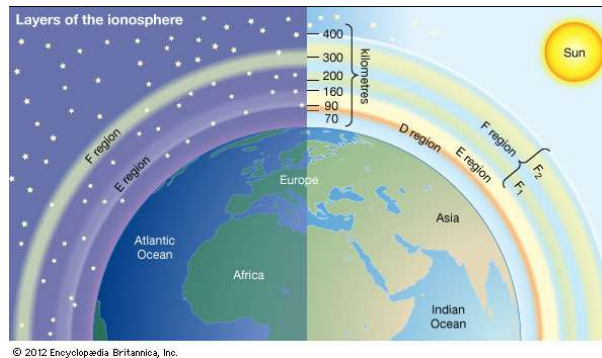 Layers of the ionosphere
400
300
200
160
90
70
kilometres
Sun
F region
E region
D region
E region
F region
F₂
F₁
Europe
Asia
Atlantic
Ocean
Africa
Indian
Ocean
© 2012 Encyclopædia Britannica, Inc.